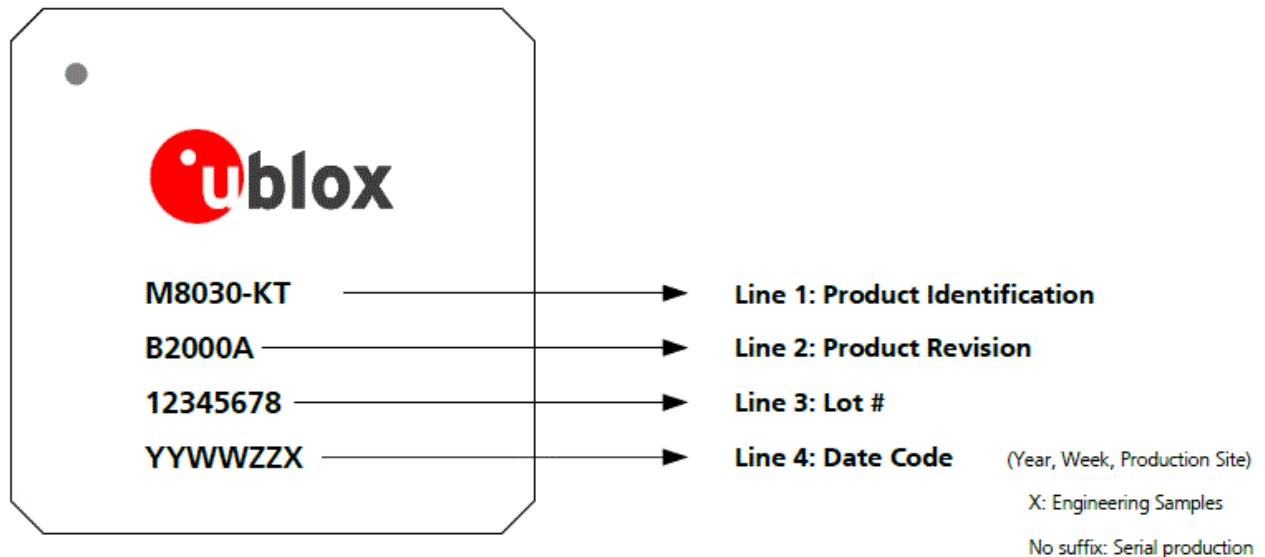 ublox
M8030-KT Line 1: Product Identification
B2000A Line 2: Product Revision
12345678 Line 3: Lot #
YYWWZZX Line 4: Date Code (Year, Week, Production Site)
X: Engineering Samples
No suffix: Serial production